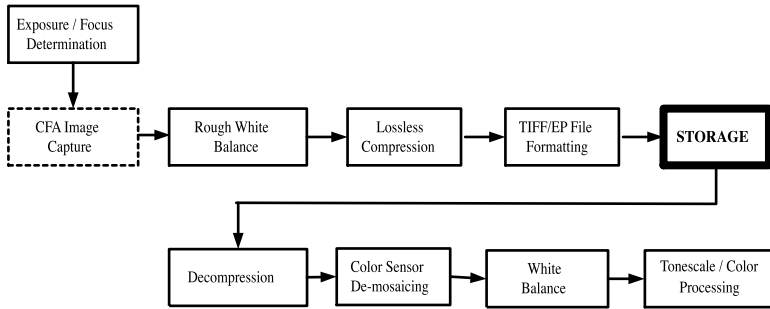 Exposure / Focus
Determination
CFA Image
Capture
Rough White
Balance
Lossless
Compression
TIFF/EP File
Formatting
STORAGE
Decompression
Color Sensor
De-mosaicing
White
Balance
Tonescale / Color
Processing